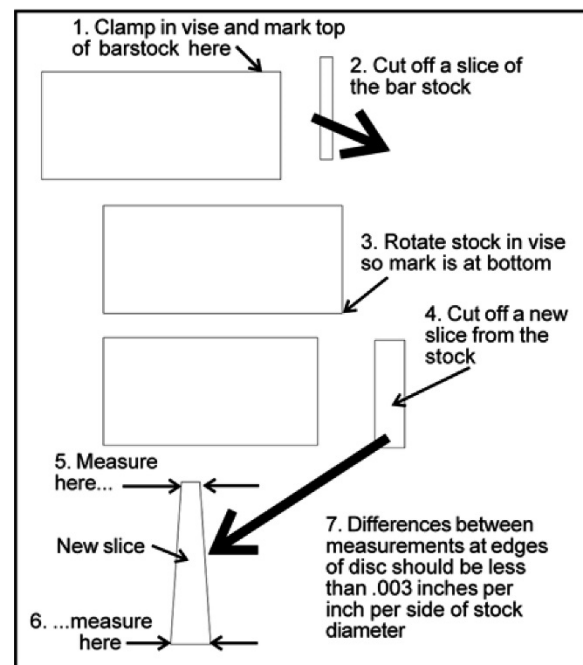 1. Clamp in vise and mark top
of barstock here
2. Cut off a slice of
the bar stock
3. Rotate stock in vise
so mark is at bottom
4. Cut off a new
slice from the
stock
5. Measure
here...
New slice
6. ...measure
here
7. Differences between
measurements at edges
of disc should be less
than .003 inches per
inch per side of stock
diameter